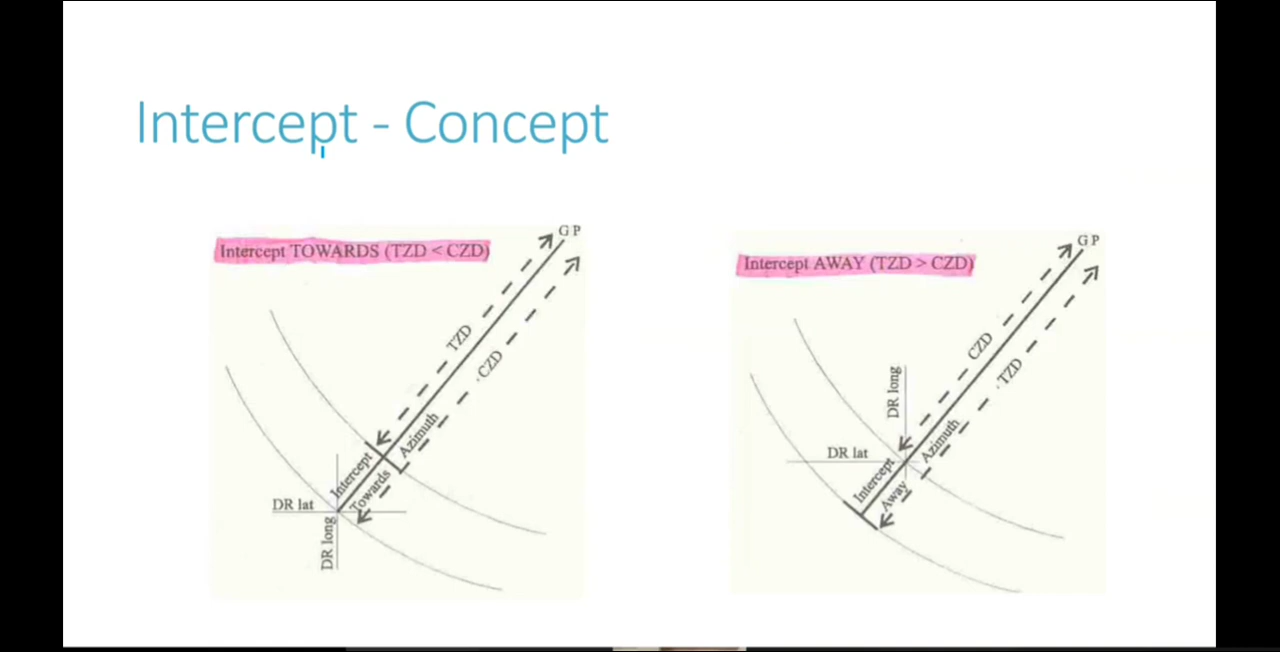 Intercept - Concept
Intercept TOWARDS (TZD < CZD)
G P
TZD
CZD
Azimuth
Intercept
Towards
DR lat
DR long
Intercept AWAY (TZD > CZD)
G P
CZD
TZD
DR long
Azimuth
DR lat
Intercept
Away